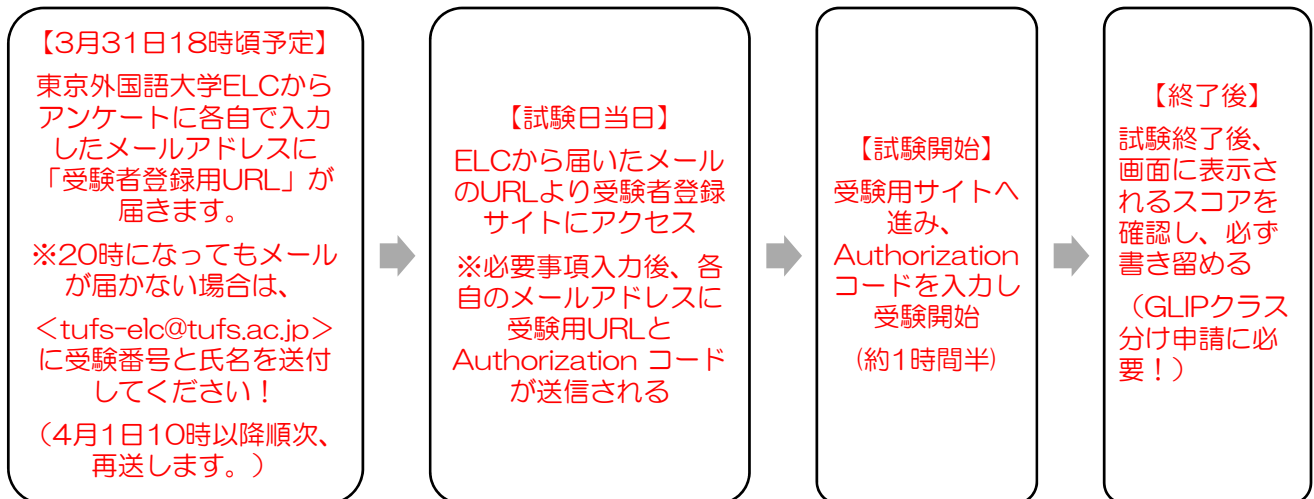 【3月31日18時頃予定】
東京外国語大学ELCから
アンケートに各自で入力
したメールアドレスに
「受験者登録用URL」が
届きます。
※20時になってもメール
が届かない場合は、
＜tufs-elc@tufs.ac.jp＞
に受験番号と氏名を送付
してください！
（4月1日10時以降順次、
再送します。）
【試験日当日】
ELCから届いたメール
のURLより受験者登録
サイトにアクセス
※必要事項入力後、各
自のメールアドレスに
受験用URLと
Authorization コード
が送信される
【試験開始】
受験用サイトへ
進み、
Authorization
コードを入力し
受験開始
(約1時間半)
【終了後】
試験終了後、
画面に表示さ
れるスコアを
確認し、必ず
書き留める
（GLIPクラス
分け申請に必
要！）